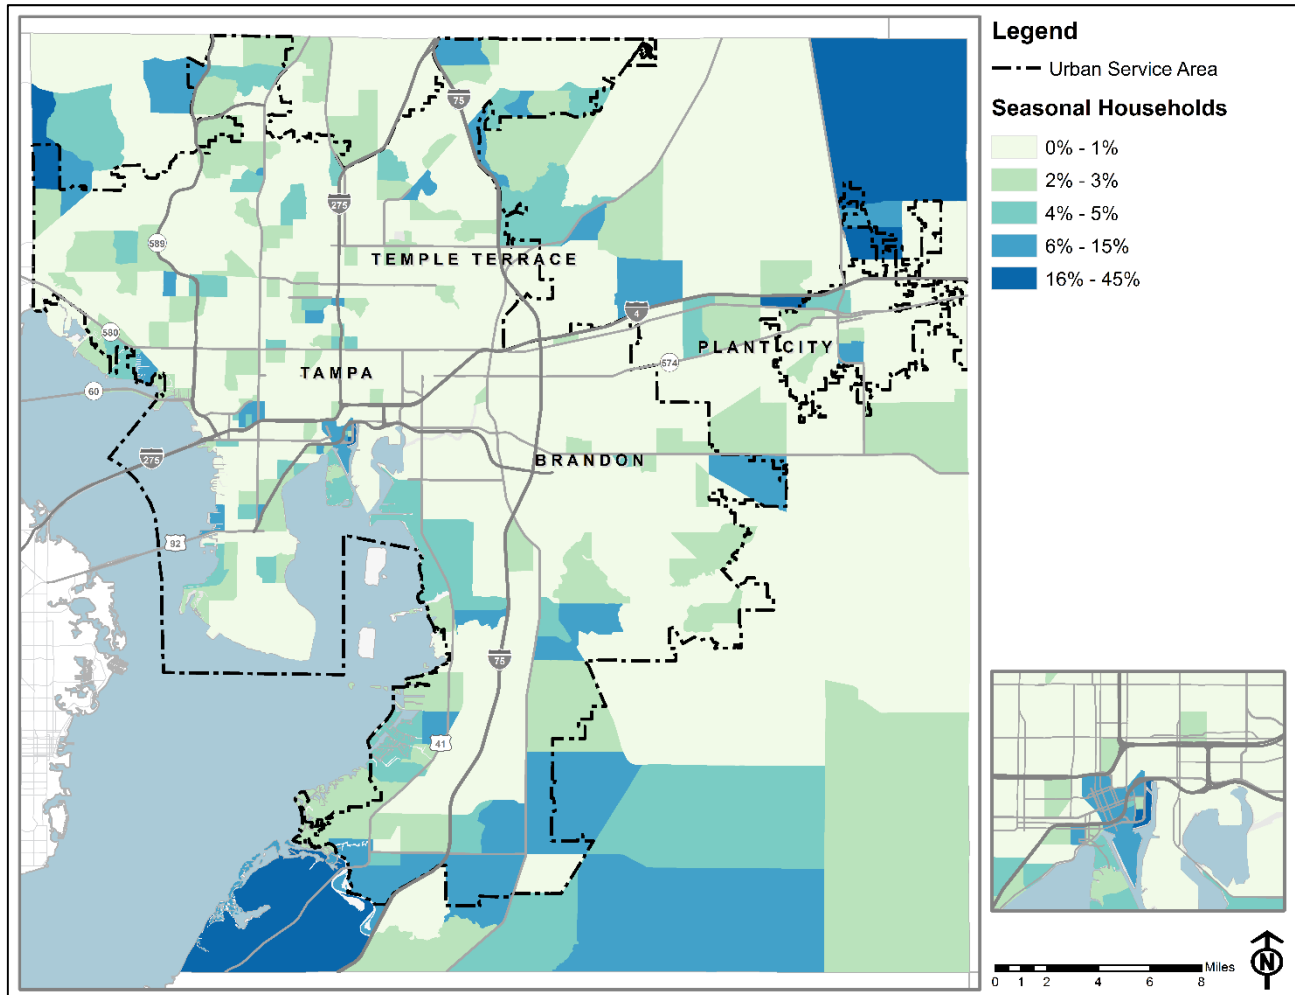 Legend
Urban Service Area
Seasonal Households
0% - 1%
2% - 3%
4% - 5%
6% - 15%
16% - 45%
75
275
589
TEMPLE TERRACE
4
580
PLANT CITY
574
TAMPA
60
275
BRANDON
92
75
41
Miles
0 1 2 4 6 8
N